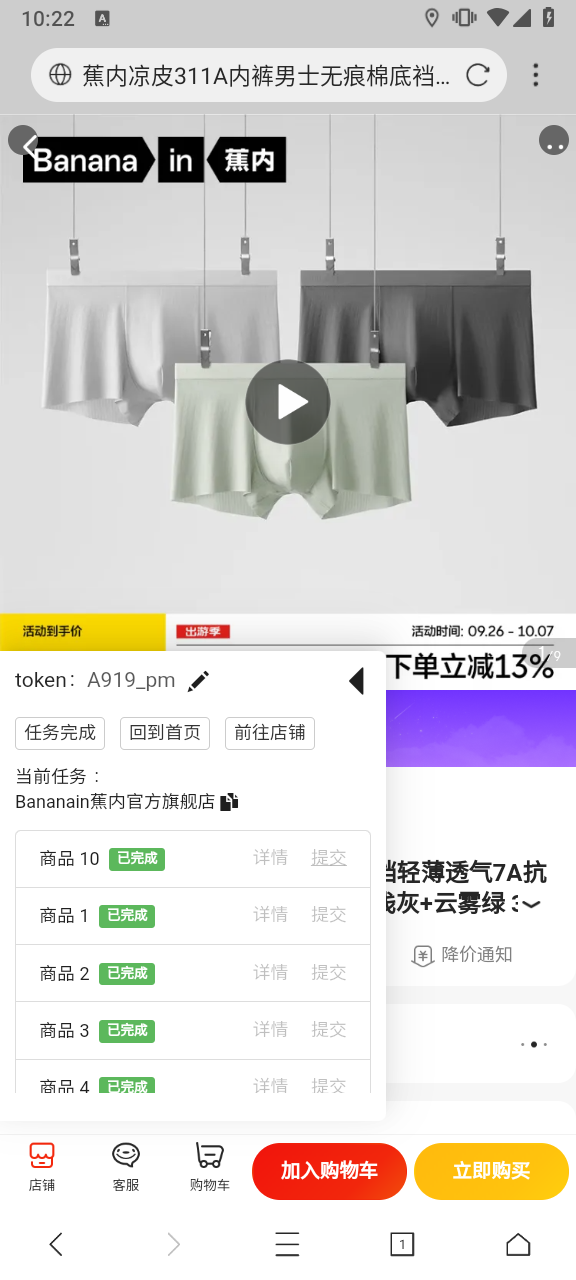 10:22
A
蕉内凉皮311A内裤男士无痕棉底裆...
Banana in 蕉内
活动到手价
出游季
活动时间: 09.26 - 10.07
1/9
下单立减13%
token: A919_pm
任务完成 回到首页 前往店铺
当前任务：
Bananain蕉内官方旗舰店
商品 10 已完成 详情 提交
裆轻薄透气7A抗
商品 1 已完成 详情 提交
浅灰+云雾绿
降价通知
商品 2 已完成 详情 提交
商品 3 已完成 详情 提交
商品 4 已完成 详情 提交
店铺 客服 购物车 加入购物车 立即购买
1